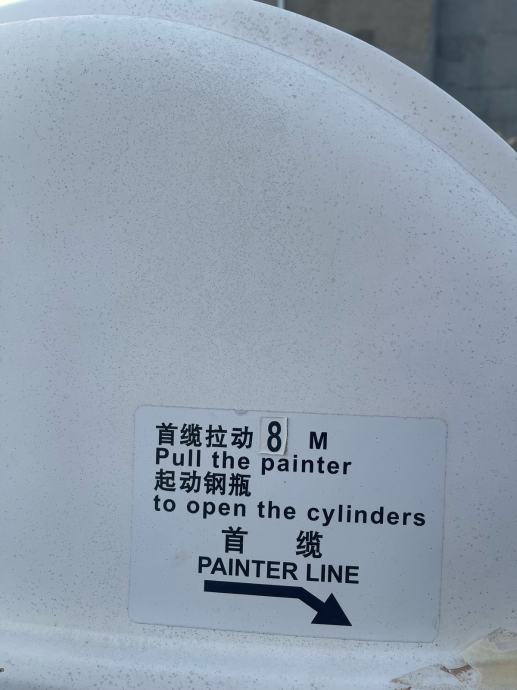 首缆拉动 8 M
Pull the painter
起动钢瓶
to open the cylinders
首 缆
PAINTER LINE